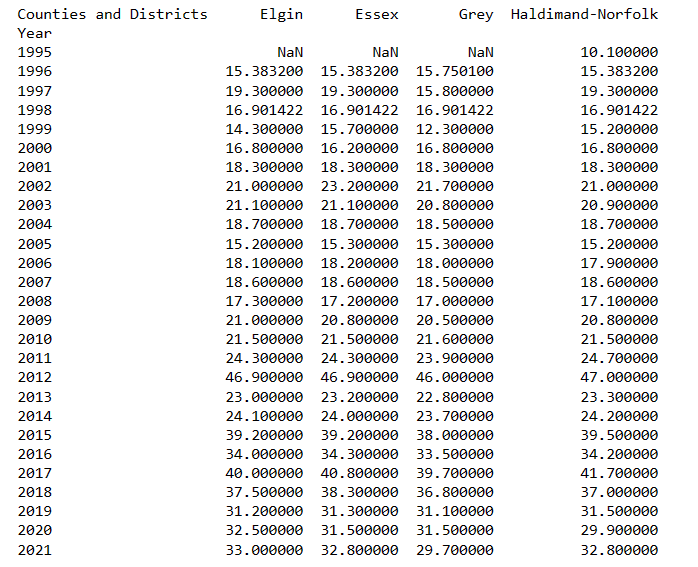 Counties and Districts Elgin Essex Grey Haldimand-Norfolk
Year
1995 NaN NaN NaN 10.100000
1996 15.383200 15.383200 15.750100 15.383200
1997 19.300000 19.300000 15.800000 19.300000
1998 16.901422 16.901422 16.901422 16.901422
1999 14.300000 15.700000 12.300000 15.200000
2000 16.800000 16.200000 16.800000 16.800000
2001 18.300000 18.300000 18.300000 18.300000
2002 21.000000 23.200000 21.700000 21.000000
2003 21.100000 21.100000 20.800000 20.900000
2004 18.700000 18.700000 18.500000 18.700000
2005 15.200000 15.300000 15.300000 15.200000
2006 18.100000 18.200000 18.000000 17.900000
2007 18.600000 18.600000 18.500000 18.600000
2008 17.300000 17.200000 17.000000 17.100000
2009 21.000000 20.800000 20.500000 20.800000
2010 21.500000 21.500000 21.600000 21.500000
2011 24.300000 24.300000 23.900000 24.700000
2012 46.900000 46.900000 46.000000 47.000000
2013 23.000000 23.200000 22.800000 23.300000
2014 24.100000 24.000000 23.700000 24.200000
2015 39.200000 39.200000 38.000000 39.500000
2016 34.000000 34.300000 33.500000 34.200000
2017 40.000000 40.800000 39.700000 41.700000
2018 37.500000 38.300000 36.800000 37.000000
2019 31.200000 31.300000 31.100000 31.500000
2020 32.500000 31.500000 31.500000 29.900000
2021 33.000000 32.800000 29.700000 32.800000